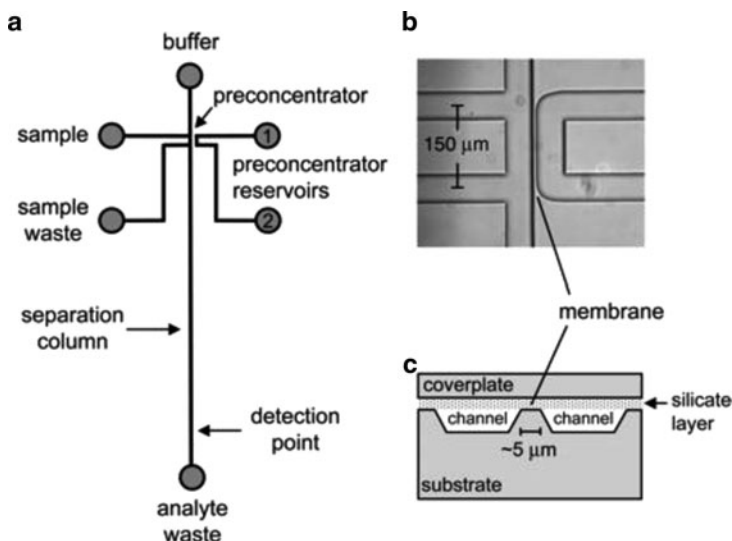 a
buffer
preconcentrator
sample
1
preconcentrator
reservoirs
sample
waste
2
separation
column
detection
point
analyte
waste
b
150 µm
membrane
c
coverplate
silicate
layer
channel
channel
~5 µm
substrate